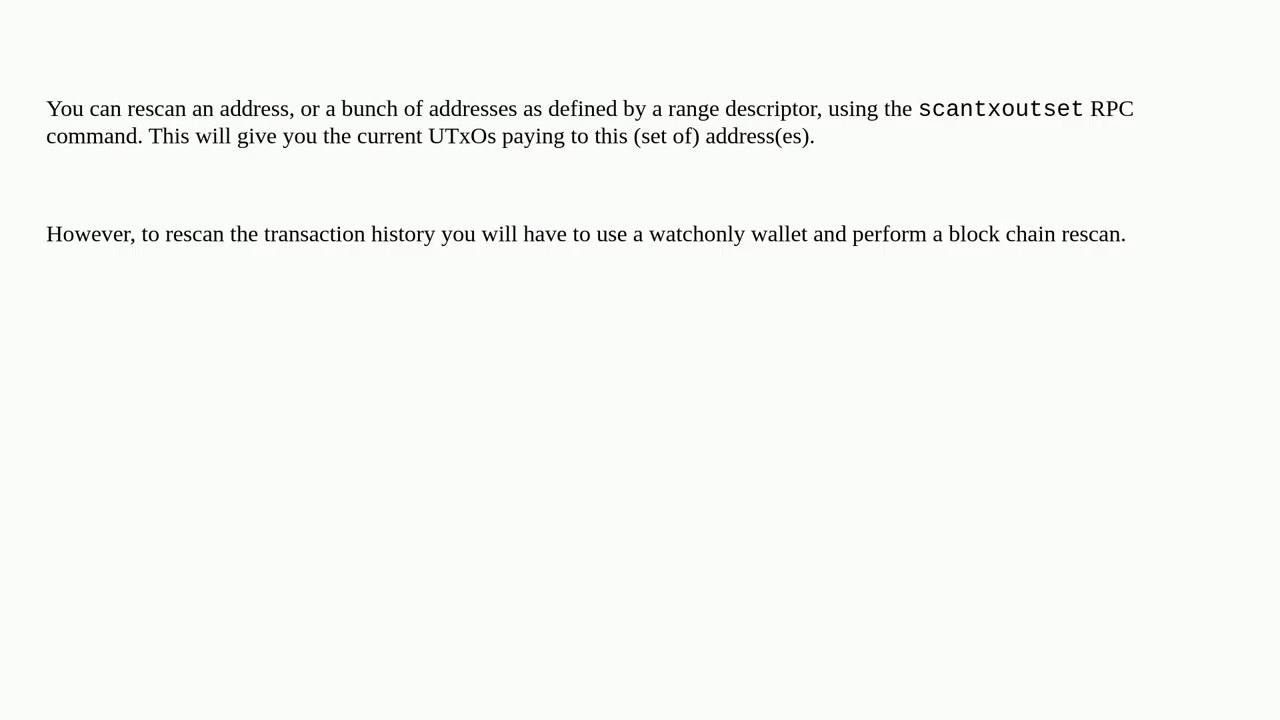 You can rescan an address, or a bunch of addresses as defined by a range descriptor, using the scantxoutset RPC
command. This will give you the current UTxOs paying to this (set of) address(es).
However, to rescan the transaction history you will have to use a watchonly wallet and perform a block chain rescan.